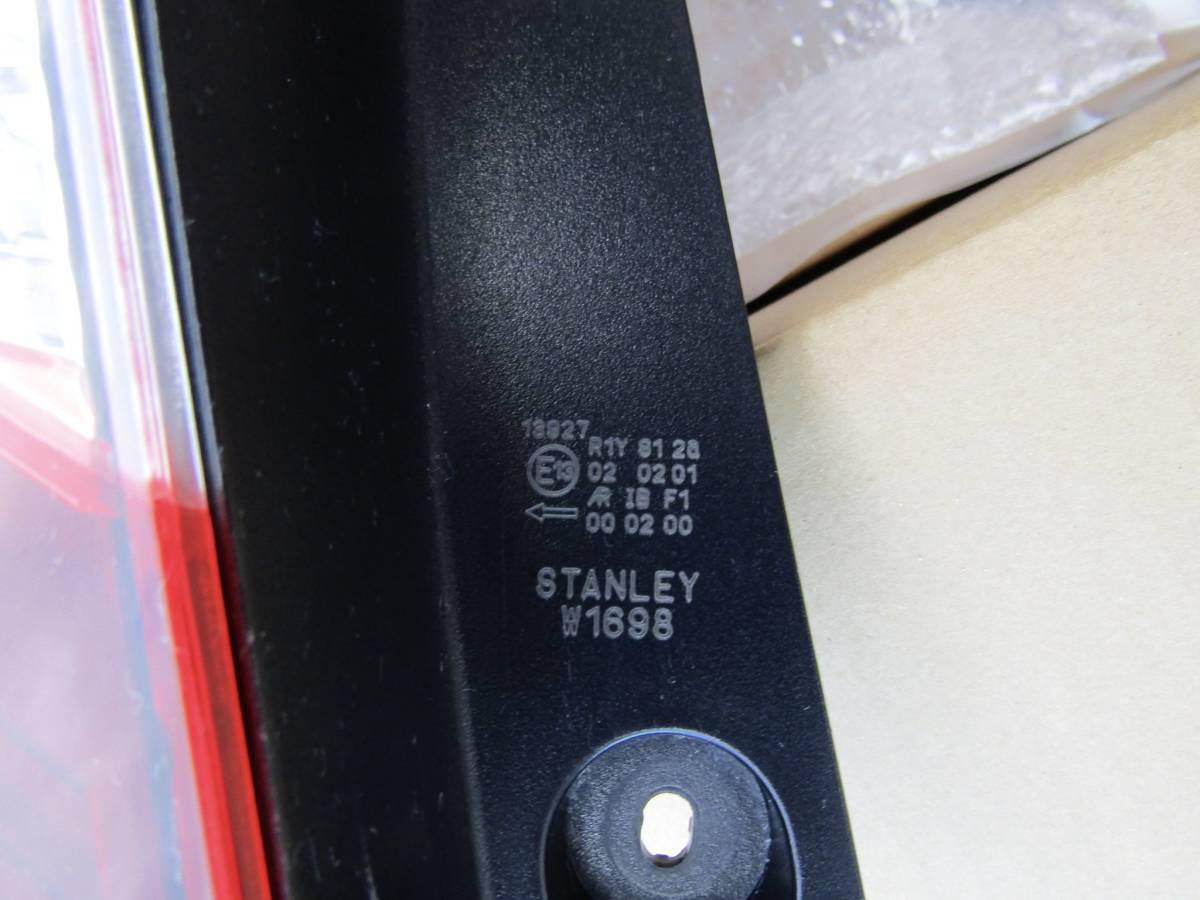 13927
E13
R1Y S1 2a
02 02 01
AR IB F1
00 02 00
STANLEY
W1698